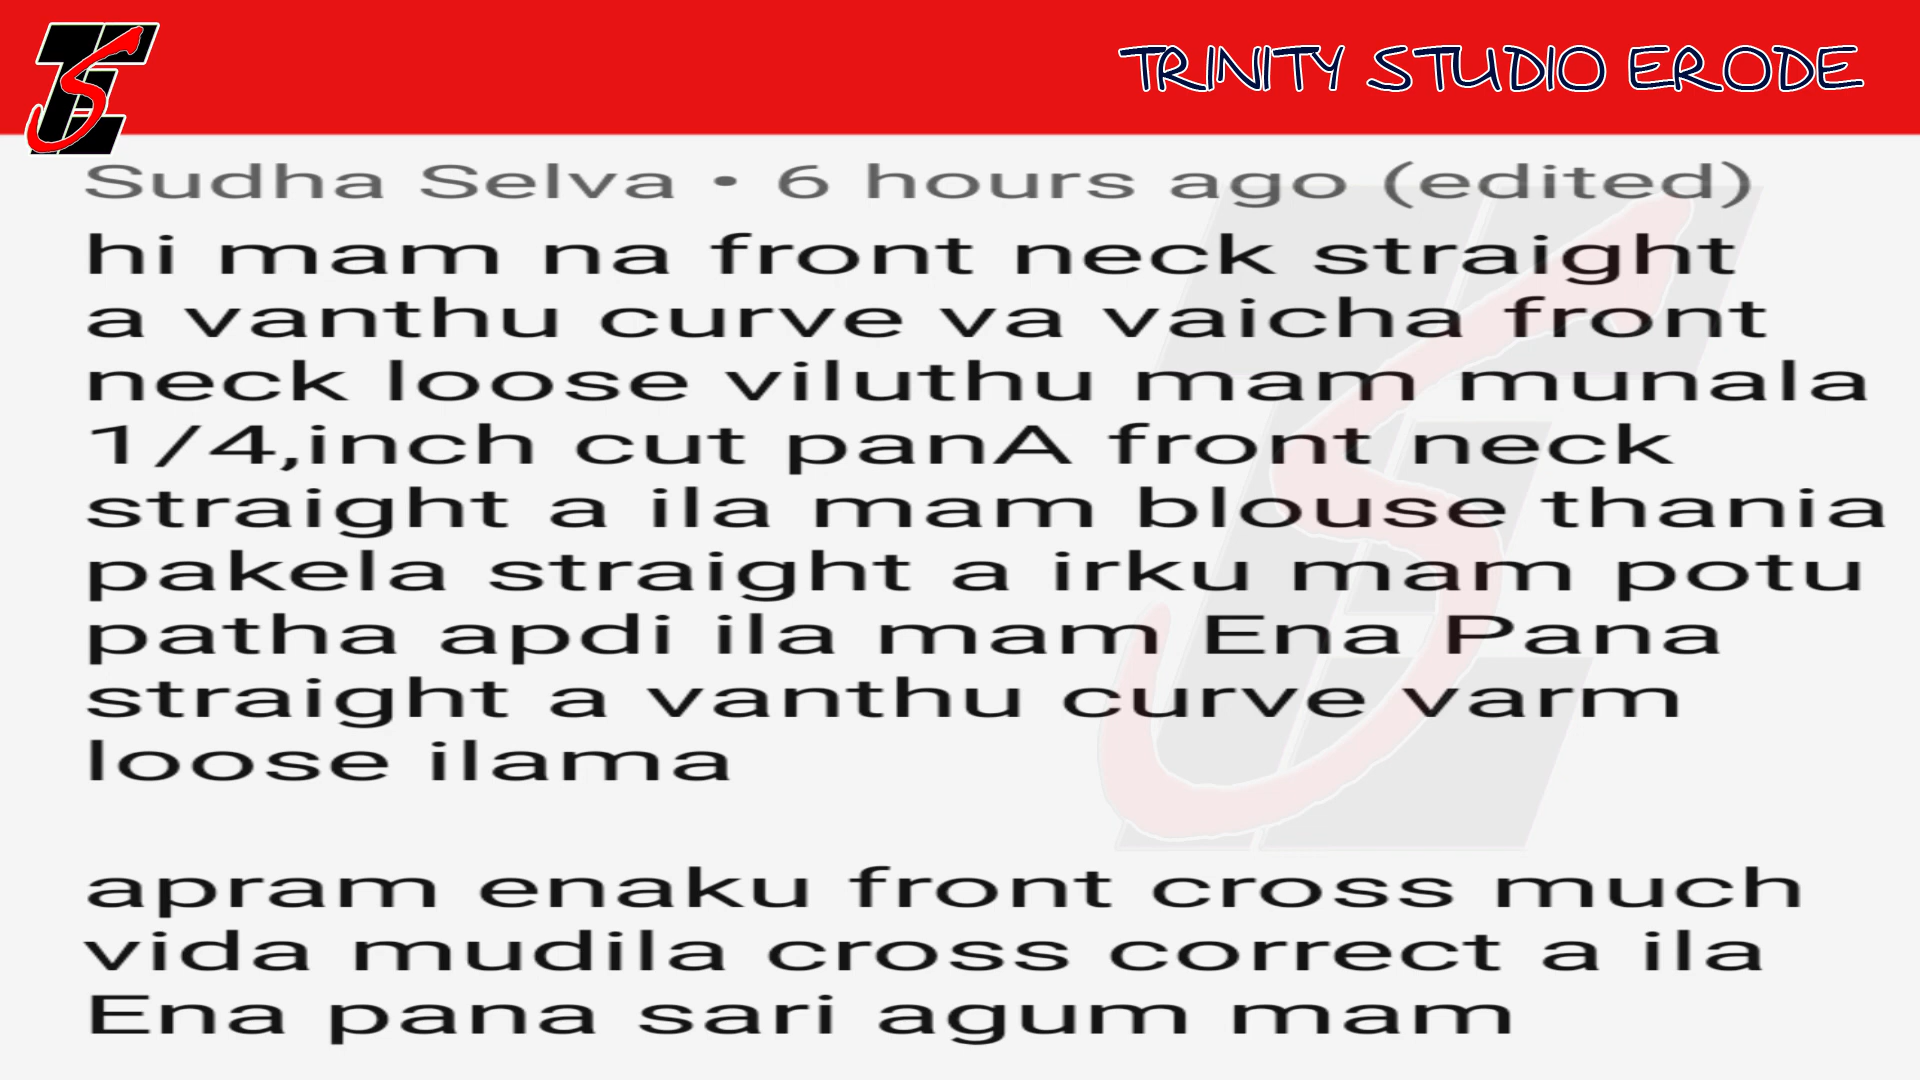 TRINITY STUDIO ERODE
Sudha Selva • 6 hours ago (edited)
hi mam na front neck straight
a vanthu curve va vaicha front
neck loose viluthu mam munala
1/4,inch cut panA front neck
straight a ila mam blouse thania
pakela straight a irku mam potu
patha apdi ila mam Ena Pana
straight a vanthu curve varm
loose ilama
apram enaku front cross much
vida mudila cross correct a ila
Ena pana sari agum mam